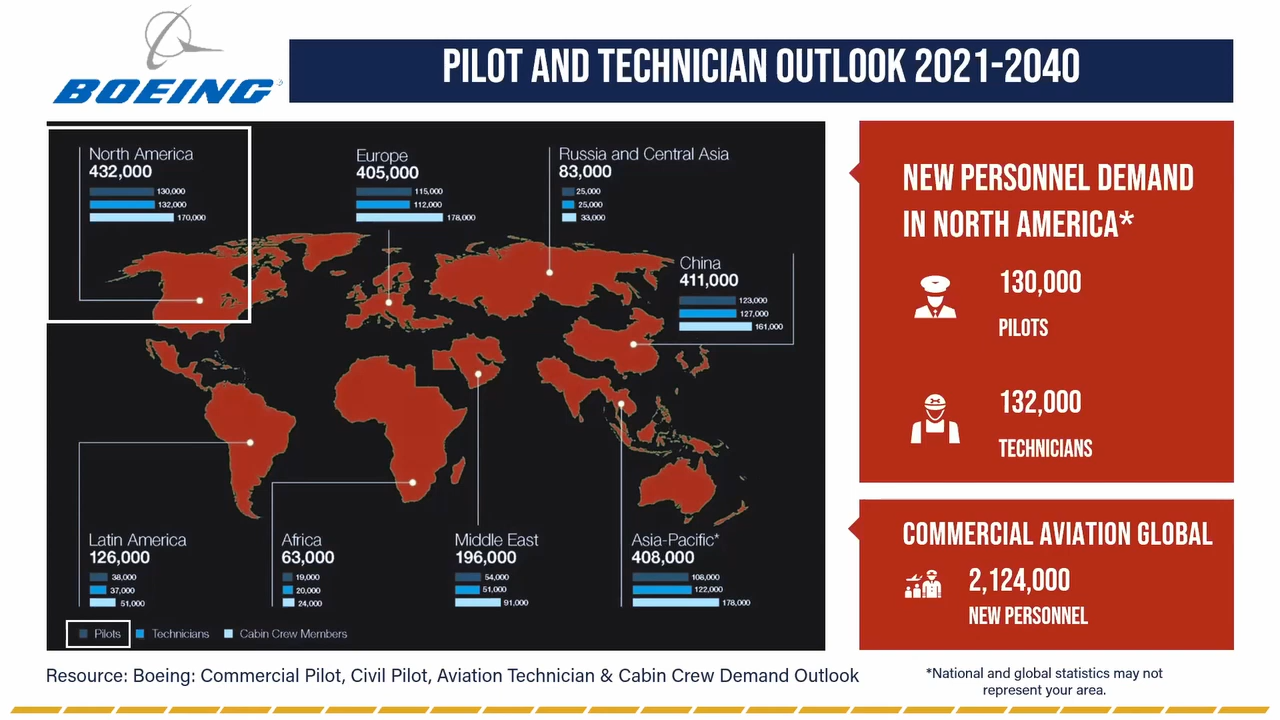 BOEING
PILOT AND TECHNICIAN OUTLOOK 2021-2040
North America
432,000
130,000
132,000
170,000
Europe
405,000
115,000
112,000
178,000
Russia and Central Asia
83,000
25,000
25,000
33,000
China
411,000
123,000
127,000
161,000
Latin America
126,000
38,000
37,000
51,000
Africa
63,000
19,000
20,000
24,000
Middle East
196,000
54,000
51,000
91,000
Asia-Pacific*
408,000
108,000
122,000
178,000
Pilots
Technicians
Cabin Crew Members
NEW PERSONNEL DEMAND
IN NORTH AMERICA*
130,000
PILOTS
132,000
TECHNICIANS
COMMERCIAL AVIATION GLOBAL
2,124,000
NEW PERSONNEL
Resource: Boeing: Commercial Pilot, Civil Pilot, Aviation Technician & Cabin Crew Demand Outlook
*National and global statistics may not
represent your area.